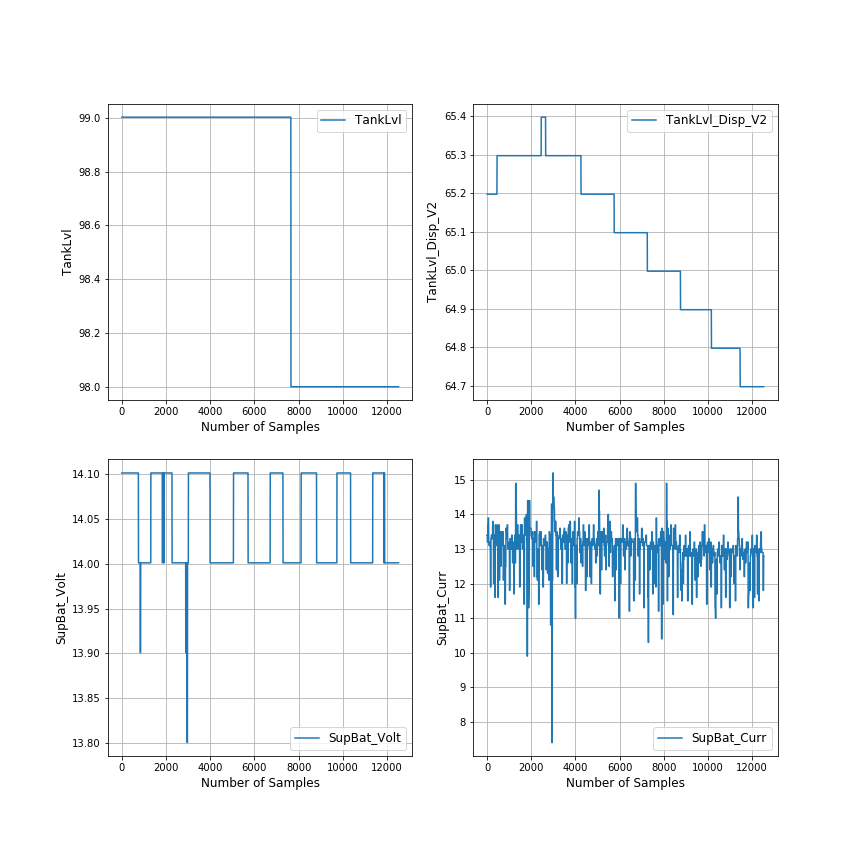 TankLvl
99.0
98.8
98.6
98.4
98.2
98.0
TankLvl
0 2000 4000 6000 8000 10000 12000
Number of Samples
TankLvl_Disp_V2
65.4
65.3
65.2
65.1
65.0
64.9
64.8
64.7
TankLvl_Disp_V2
0 2000 4000 6000 8000 10000 12000
Number of Samples
14.10
14.05
14.00
13.95
13.90
13.85
13.80
SupBat_Volt
SupBat_Volt
0 2000 4000 6000 8000 10000 12000
Number of Samples
15
14
13
12
11
10
9
8
SupBat_Curr
SupBat_Curr
0 2000 4000 6000 8000 10000 12000
Number of Samples